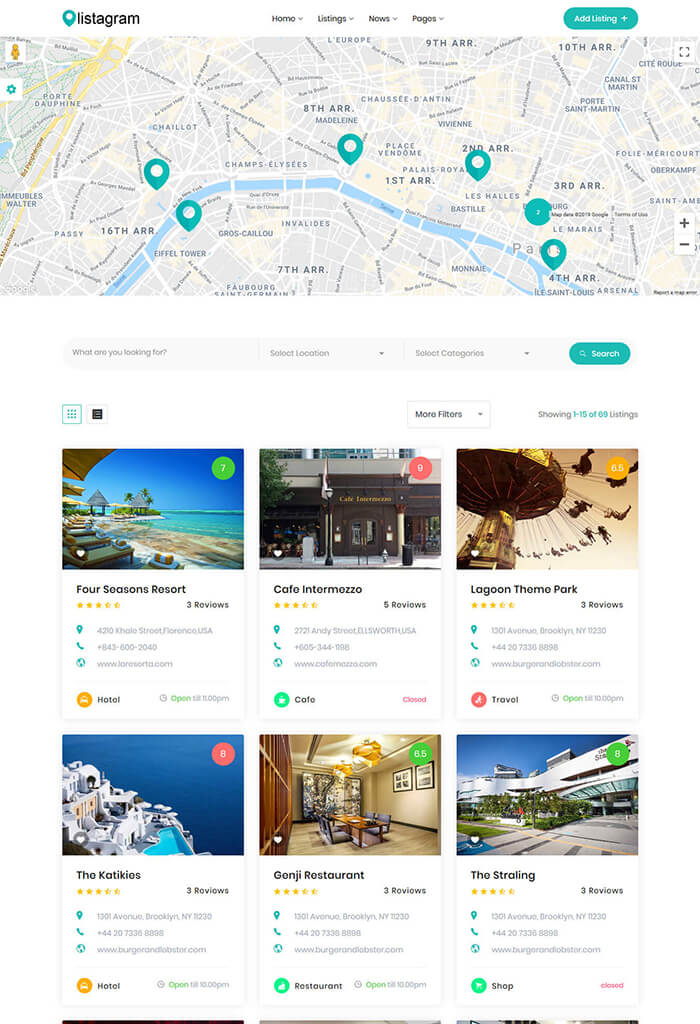 listagram
Home Listings News Pages Add Listing +
L'EUROPE
9TH ARR.
10TH ARR.
CITÉ ROUGE
PORTE
DAUPHINE
CHAUSSÉE-D'ANTIN
CANAL ST
MARTIN
PORTE
SAINT-MARTIN
8TH ARR.
MADELEINE
CHAILLOT
VIVIENNE
PLACE
VENDÔME
2ND ARR.
FOLIE-MÉRICOURT
OBERKAMPF
CHAMPS-ÉLYSÉES
PALAIS-ROYAL
1ST ARR.
3RD ARR.
IMMEUBLES
WALTER
LES HALLES
BASTILLE
2
Map data ©2019 Google Terms of Use
LE MARAIS
PASSY
16TH ARR.
GROS-CAILLOU
INVALIDES
EIFFEL TOWER
7TH ARR.
MONNAIE
4TH ARR.
FAUBOURG
SAINT-GERMAIN
ÎLE SAINT-LOUIS
ARSENAL
Google
Report a map error
What are you looking for? Select Location Select Categories Search
More Filters Showing 1-15 of 69 Listings
7
Four Seasons Resort
3 Reviews
4210 Khale Street,Florence,USA
+843-600-2040
www.laresorta.com
Hotel Open till 11.00pm
9
Café Intermezzo
Cafe Intermezzo
5 Reviews
2721 Andy Street,ELLSWORTH,USA
+605-344-1198
www.cafemezzo.com
Cafe Closed
6.5
Lagoon Theme Park
3 Reviews
1301 Avenue, Brooklyn, NY 11230
+44 20 7336 8898
www.burgerandlobster.com
Travel Open till 11.00pm
8
The Katikies
3 Reviews
1301 Avenue, Brooklyn, NY 11230
+44 20 7336 8898
www.burgerandlobster.com
Hotel Open till 10.00pm
6.5
Genji Restaurant
3 Reviews
1301 Avenue, Brooklyn, NY 11230
+44 20 7336 8898
www.burgerandlobster.com
Restaurant Open till 10.00pm
8
The Straling
3 Reviews
1301 Avenue, Brooklyn, NY 11230
+44 20 7336 8898
www.burgerandlobster.com
Shop closed